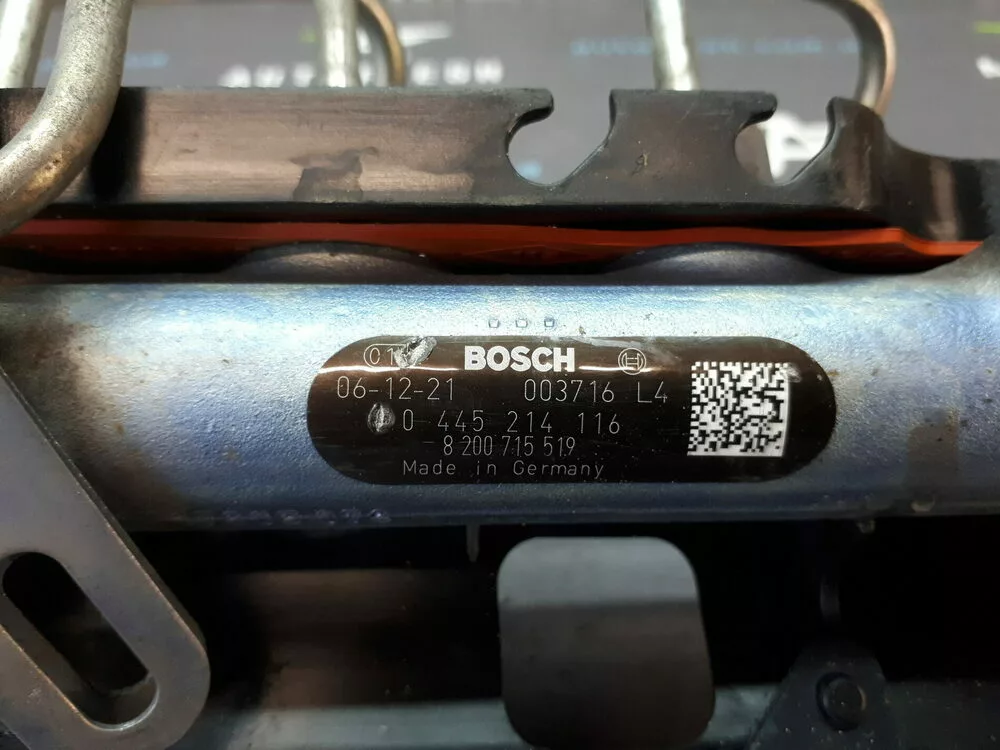 BOSCH
06-12-21 003716 L4
0 445 214 116
8 200 715 519
Made in Germany